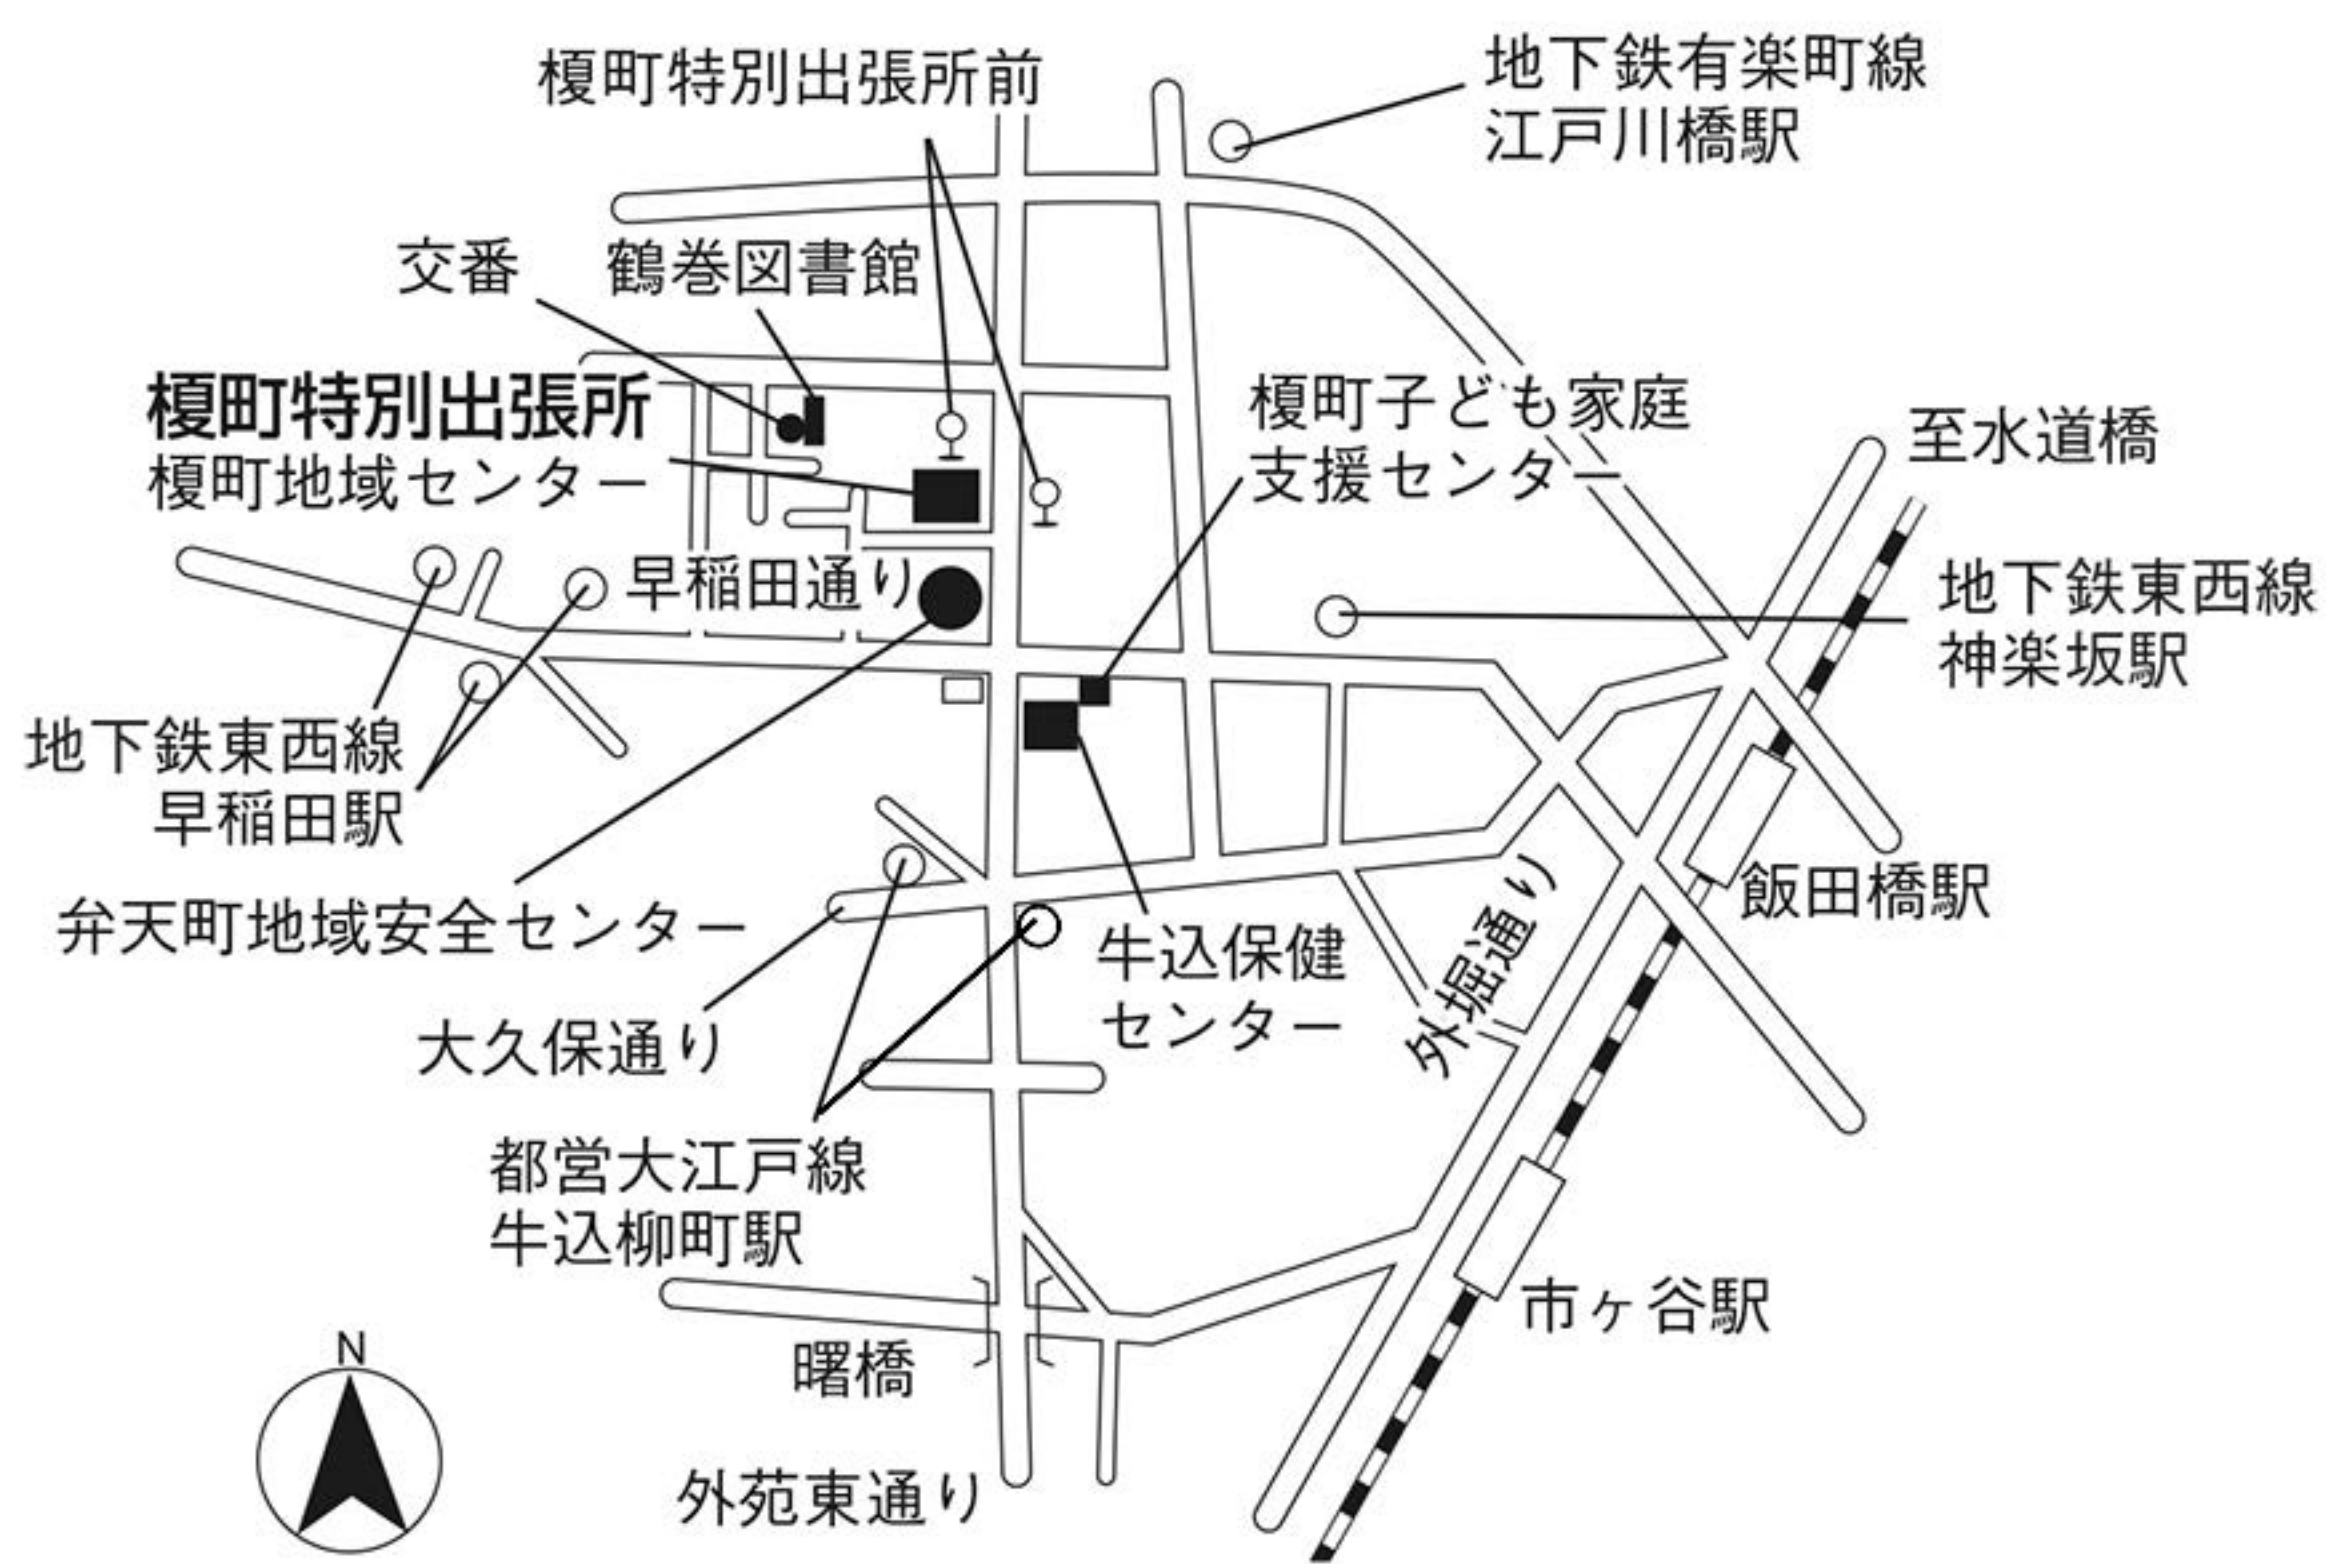 榎町特別出張所前
地下鉄有楽町線
江戸川橋駅
交番
鶴巻図書館
榎町特別出張所
榎町地域センター
榎町子ども家庭
支援センター
至水道橋
早稲田通り
地下鉄東西線
神楽坂駅
地下鉄東西線
早稲田駅
弁天町地域安全センター
飯田橋駅
外堀通り
牛込保健
センター
大久保通り
都営大江戸線
牛込柳町駅
市ヶ谷駅
曙橋
N
外苑東通り